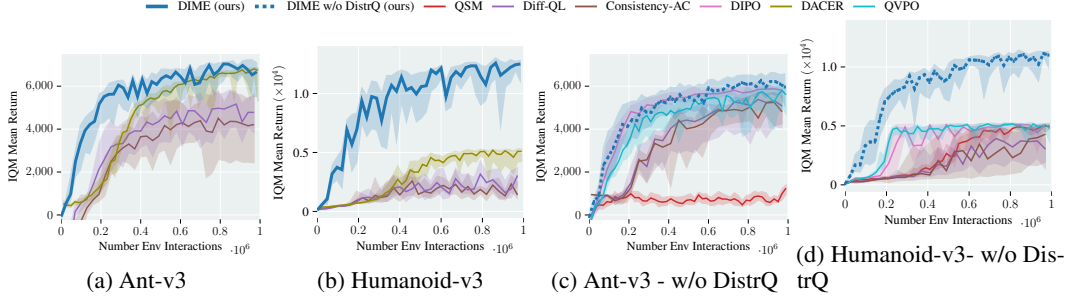 DIME (ours) DIME w/o DistrQ (ours) QSM Diff-QL Consistency-AC DIPO DACER QVPO
IQM Mean Return
6,000
4,000
2,000
0
0 0.2 0.4 0.6 0.8 1
Number Env Interactions ·10⁶
(a) Ant-v3
IQM Mean Return (×10⁴)
1.0
0.5
0
0 0.2 0.4 0.6 0.8 1
Number Env Interactions ·10⁶
(b) Humanoid-v3
IQM Mean Return
6,000
4,000
2,000
0
0 0.2 0.4 0.6 0.8 1
Number Env Interactions ·10⁶
(c) Ant-v3 - w/o DistrQ
IQM Mean Return (×10⁴)
1.0
0.5
0.0
0 0.2 0.4 0.6 0.8 1
Number Env Interactions ·10⁶
(d) Humanoid-v3- w/o Dis-
trQ